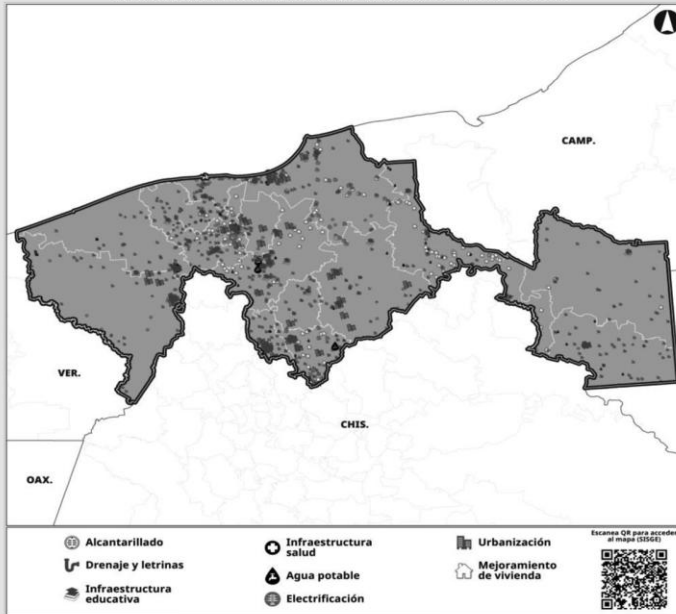 CAMP.
VER.
CHIS.
OAX.
Alcantarillado
Drenaje y letrinas
Infraestructura
educativa
Infraestructura
salud
Agua potable
Electrificación
Urbanización
Mejoramiento
de vivienda
Escanea QR para acceder
al mapa (SISGE)